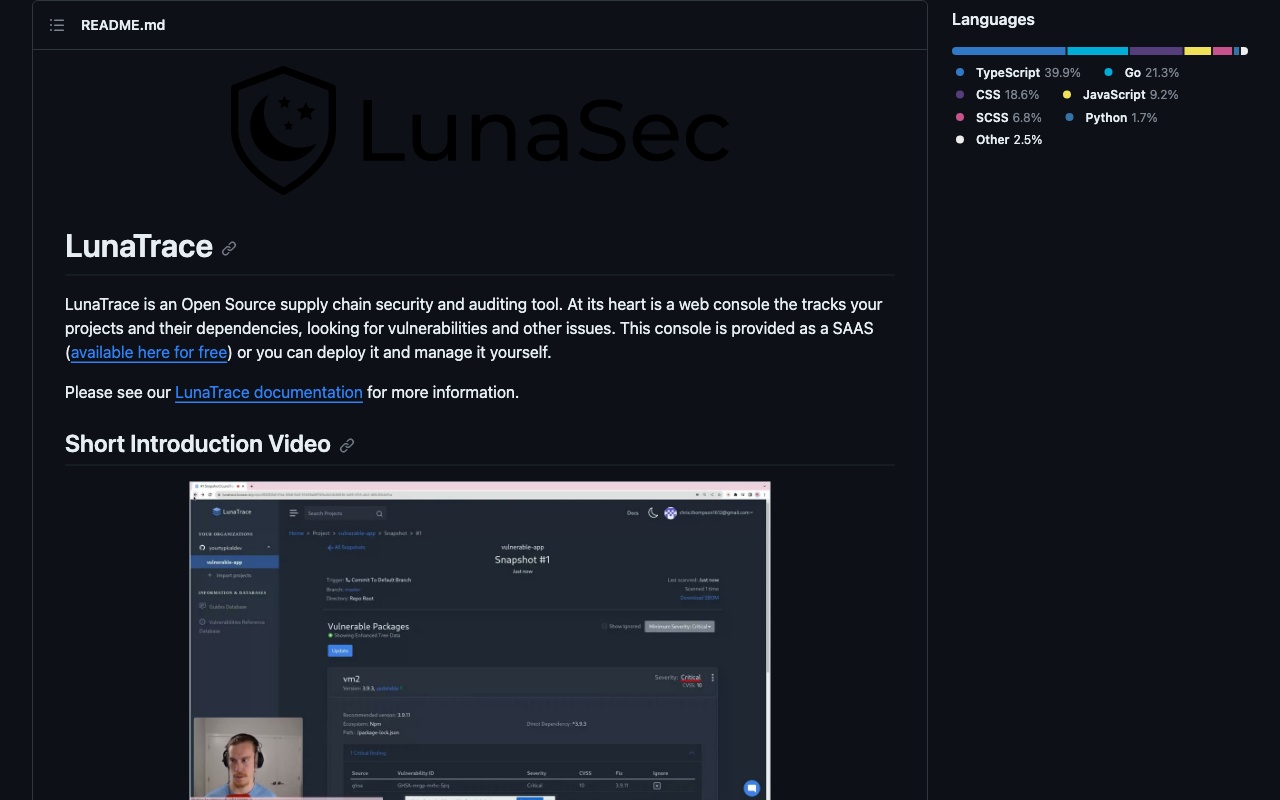 README.md
LunaSec
LunaTrace
LunaTrace is an Open Source supply chain security and auditing tool. At its heart is a web console the tracks your
projects and their dependencies, looking for vulnerabilities and other issues. This console is provided as a SAAS
(available here for free) or you can deploy it and manage it yourself.
Please see our LunaTrace documentation for more information.
Short Introduction Video
LunaTrace
Search Projects
Docs
YOUR ORGANIZATIONS
vulnerable-app
Import projects
INFORMATION & DATABASES
Guides Database
Vulnerabilities Reference
Database
Home > Project > vulnerable-app > Snapshot > #1
All Snapshots
vulnerable-app
Snapshot #1
Just now
Trigger: Commit To Default Branch
Branch: master
Directory: Repo Root
Last scanned: Just now
Scanned 1 time
Download SBOM
Vulnerable Packages
Showing Enhanced Tree Data
Show Ignored
Minimum Severity: Critical
Update
vm2
Version: 3.9.3,
Severity: Critical
CVSS: 10
Recommended version: 3.9.11
Ecosystem: Npm
Path: /package-lock.json
Direct Dependency: ^3.9.3
1 Critical Finding
Source Vulnerability ID Severity CVSS Fix Ignore
ghsa Critical 10 3.9.11
Languages
TypeScript 39.9% Go 21.3%
CSS 18.6% JavaScript 9.2%
SCSS 6.8% Python 1.7%
Other 2.5%